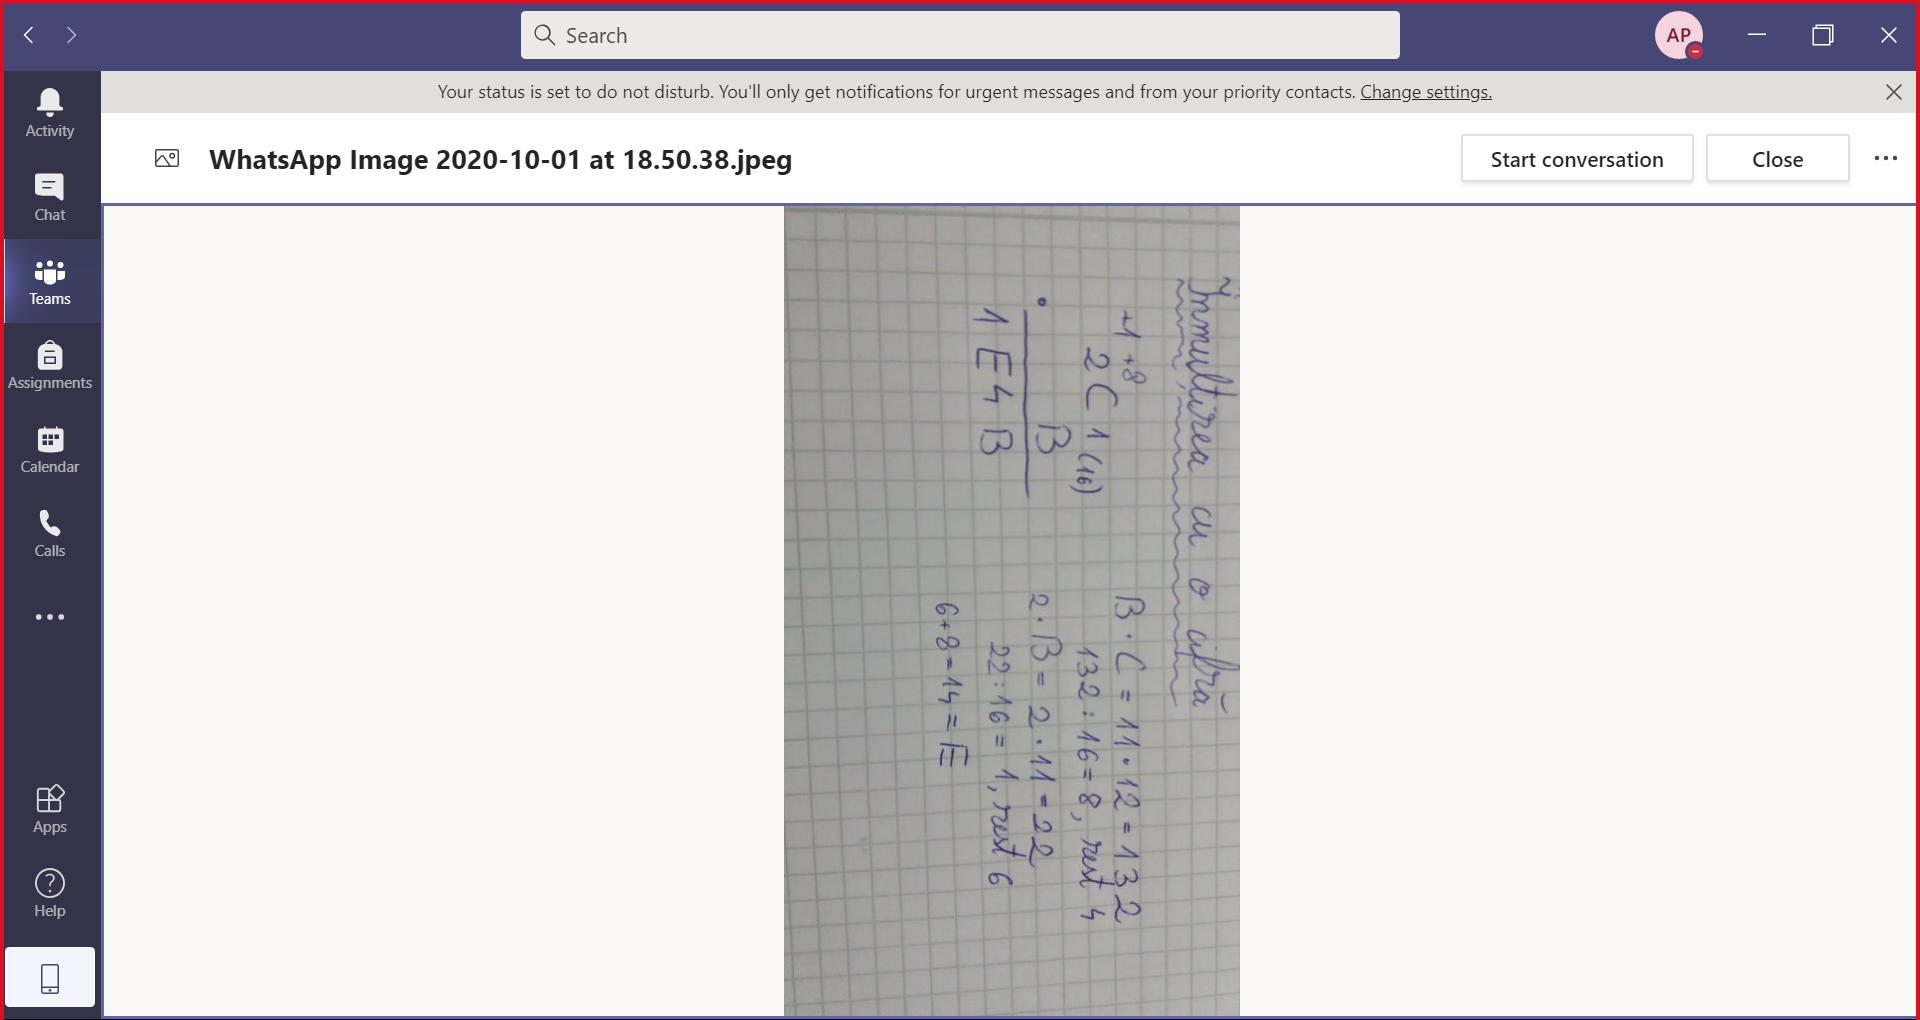 Search
AP
Your status is set to do not disturb. You'll only get notifications for urgent messages and from your priority contacts. Change settings.
Activity
Chat
Teams
Assignments
Calendar
Calls
Apps
Help
WhatsApp Image 2020-10-01 at 18.50.38.jpeg
Start conversation
Close
Înmulțirea cu o cifră
+1 +8
2 C 1 (16)
B
1 E 4 B
B · C = 11 · 12 = 132
132 : 16 = 8, rest 4
2 · B = 2 · 11 = 22
22 : 16 = 1, rest 6
6 + 8 = 14 = E